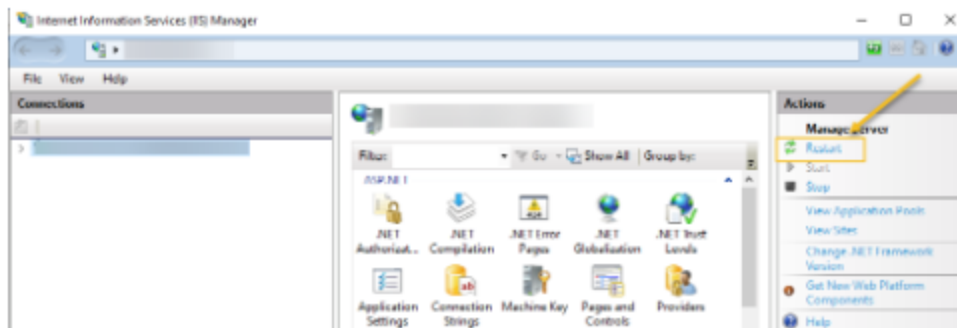 Internet Information Services (IIS) Manager
File View Help
Connections
Filter: Go Show All Group by:
ASP.NET
.NET Authorizat...
.NET Compilation
.NET Error Pages
.NET Globalization
.NET Trust Levels
Application Settings
Connection Strings
Machine Key
Pages and Controls
Providers
Actions
Manage Server
Restart
Start
Stop
View Application Pools
View Sites
Change .NET Framework
Version
Get New Web Platform
Components
Help